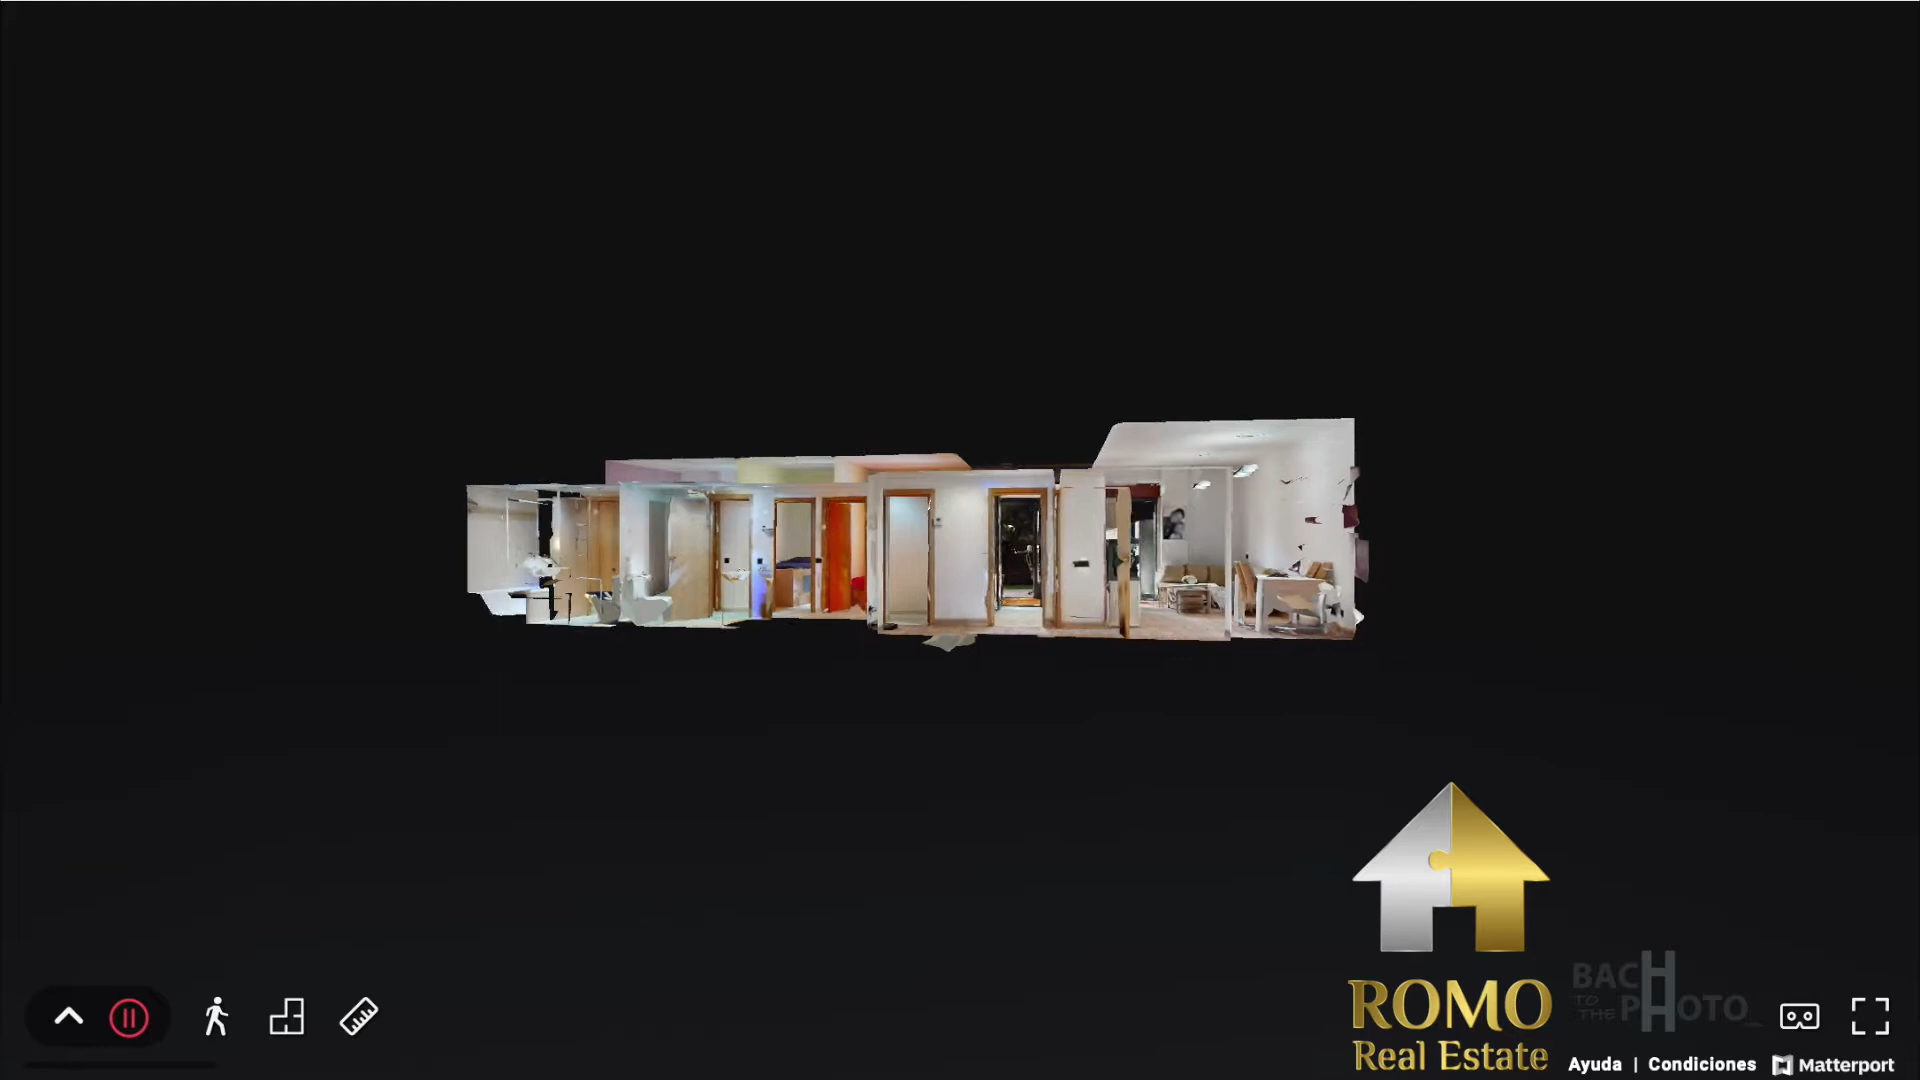 BACH
TO THE PHOTO
ROMO
Real Estate
Ayuda | Condiciones Matterport